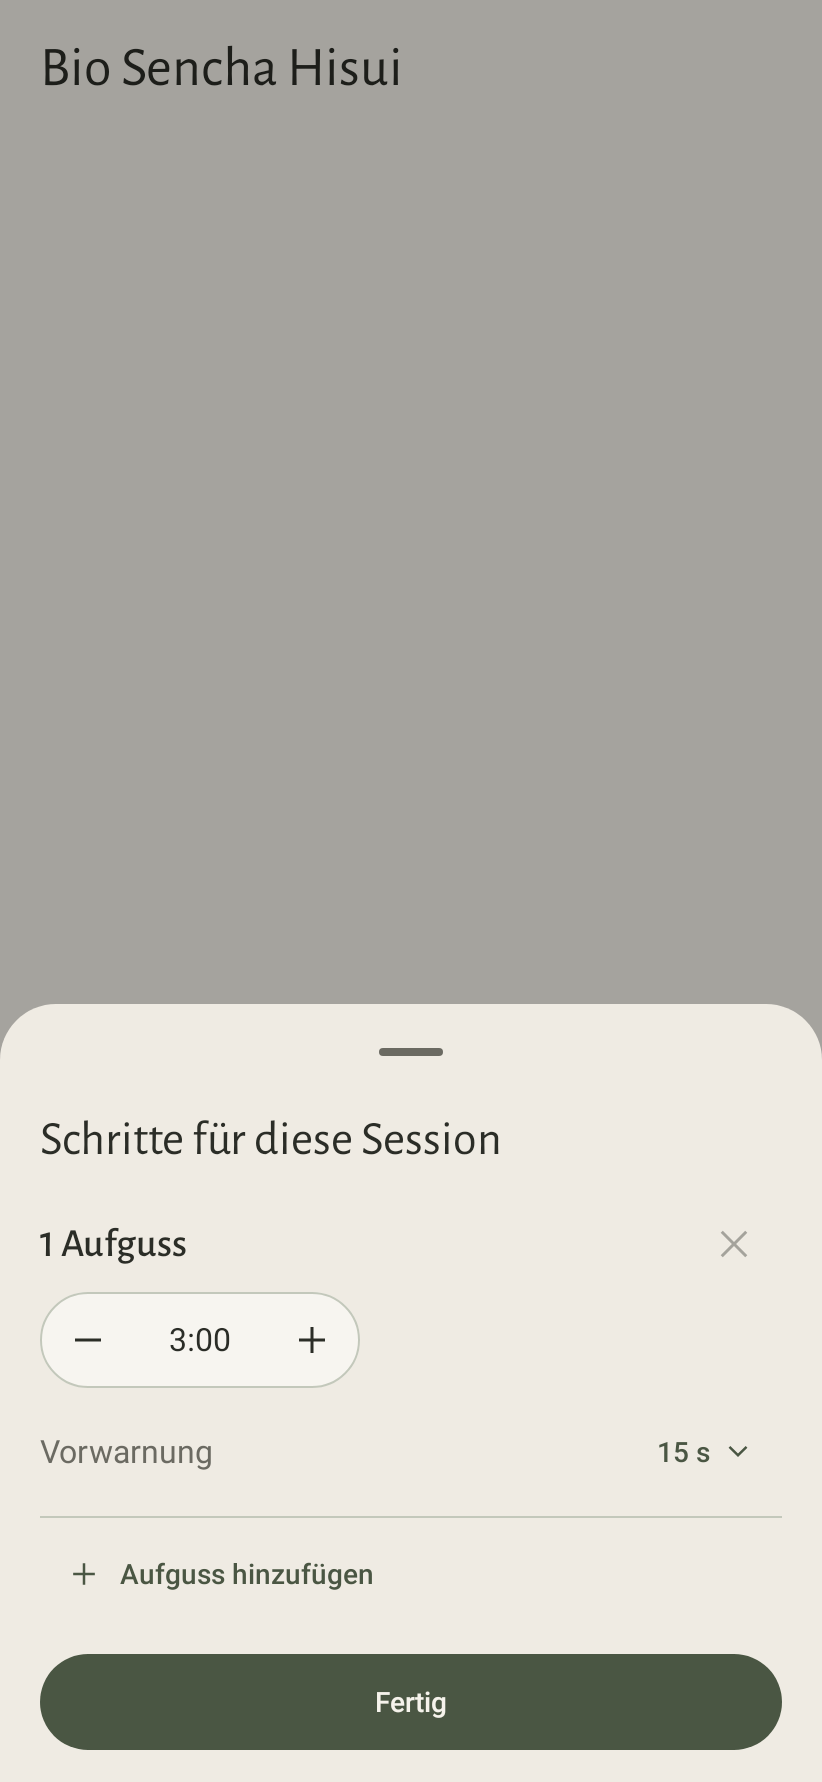 Bio Sencha Hisui
Schritte für diese Session
1 Aufguss
3:00
Vorwarnung
15 s
Aufguss hinzufügen
Fertig